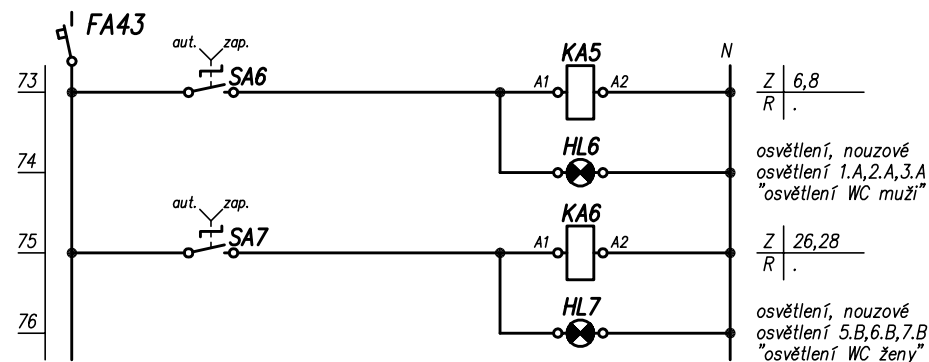 FA43
aut. zap.
N
KA5
73
SA6
A1 A2
Z 6,8
R .
HL6
osvětlení, nouzové
74
osvětlení 1.A,2.A,3.A
"osvětlení WC muži"
aut. zap.
KA6
75
SA7
A1 A2
Z 26,28
R .
HL7
osvětlení, nouzové
76
osvětlení 5.B,6.B,7.B
"osvětlení WC ženy"